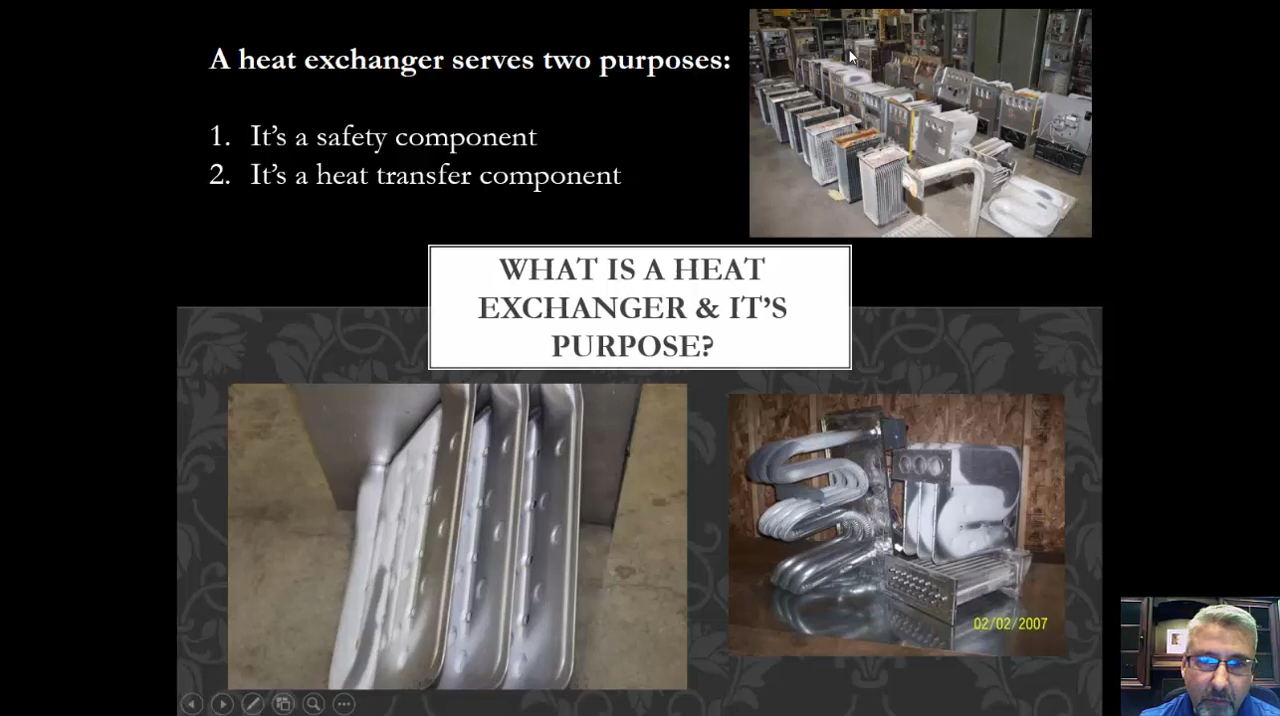 A heat exchanger serves two purposes:
1. It’s a safety component
2. It’s a heat transfer component
WHAT IS A HEAT
EXCHANGER & IT’S
PURPOSE?
02/02/2007